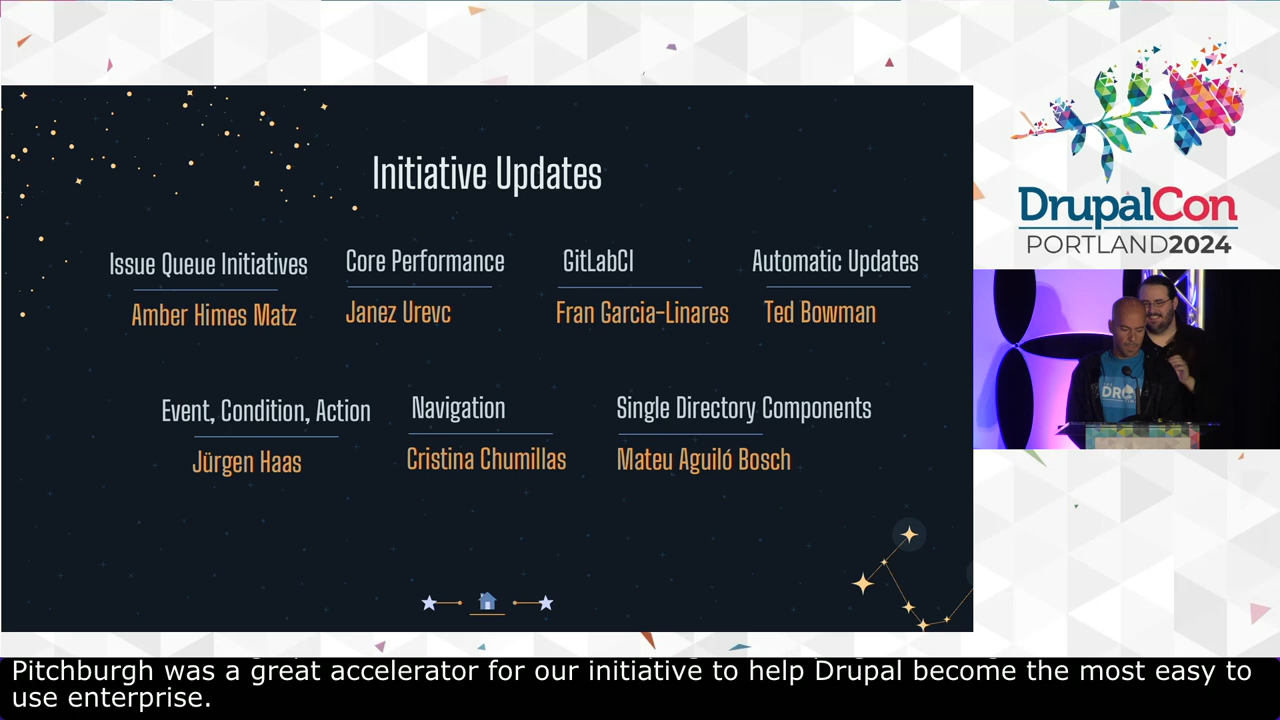 Initiative Updates
Issue Queue Initiatives
Amber Himes Matz
Core Performance
Janez Urevc
GitLabCI
Fran Garcia-Linares
Automatic Updates
Ted Bowman
Event, Condition, Action
Jürgen Haas
Navigation
Cristina Chumillas
Single Directory Components
Mateu Aguiló Bosch
DrupalCon
PORTLAND2024
Pitchburgh was a great accelerator for our initiative to help Drupal become the most easy to
use enterprise.